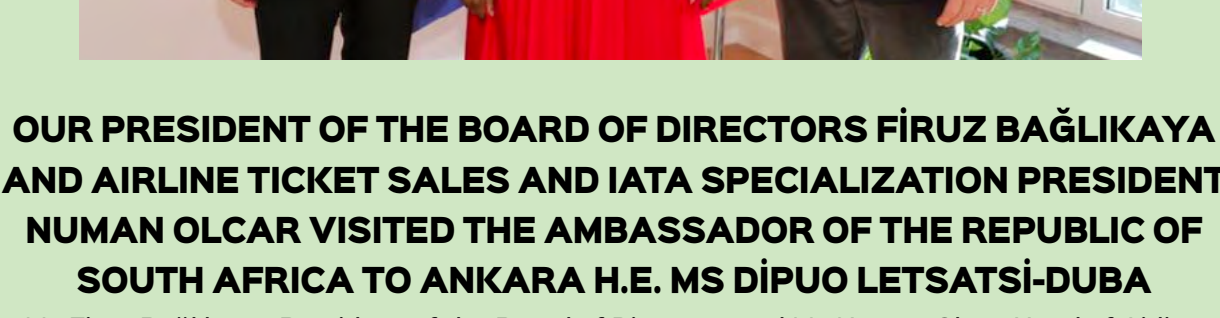 OUR PRESIDENT OF THE BOARD OF DIRECTORS FİRUZ BAĞLIKAYA
AND AIRLINE TICKET SALES AND IATA SPECIALIZATION PRESIDENT
NUMAN OLCAR VISITED THE AMBASSADOR OF THE REPUBLIC OF
SOUTH AFRICA TO ANKARA H.E. MS DİPUO LETSATSİ-DUBA